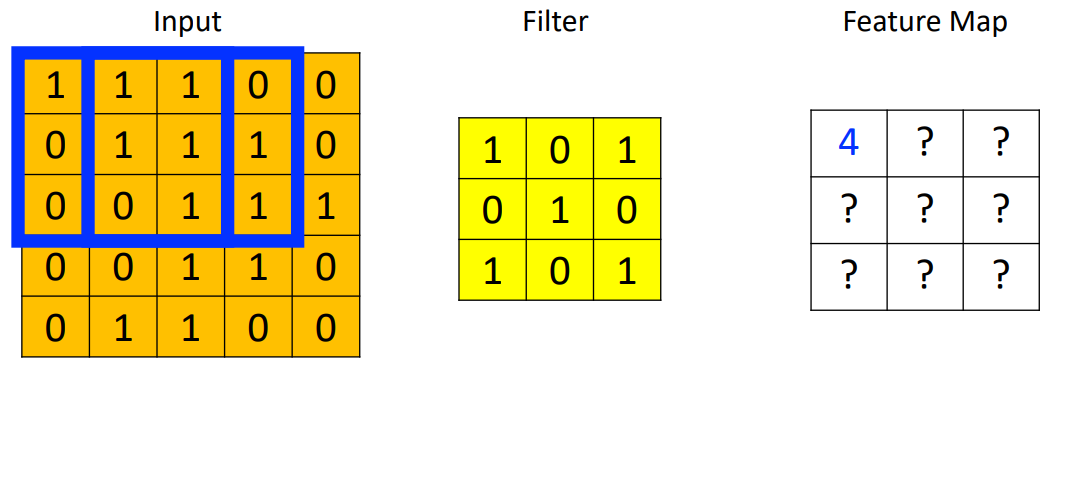 Input
Filter
Feature Map
1 1 1 0 0
0 1 1 1 0
0 0 1 1 1
0 0 1 1 0
0 1 1 0 0
1 0 1
0 1 0
1 0 1
4 ? ?
? ? ?
? ? ?